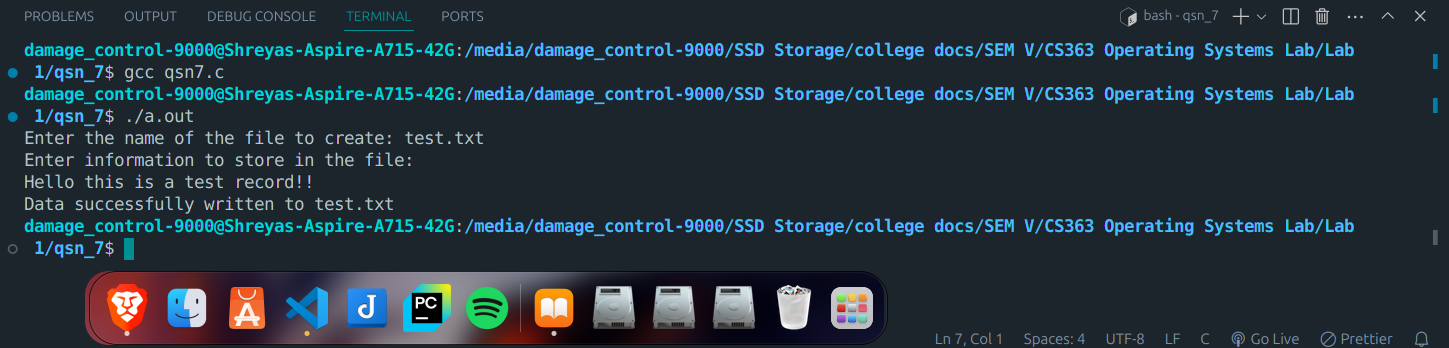 PROBLEMS OUTPUT DEBUG CONSOLE TERMINAL PORTS bash - qsn_7
damage_control-9000@Shreyas-Aspire-A715-42G:/media/damage_control-9000/SSD Storage/college docs/SEM V/CS363 Operating Systems Lab/Lab
1/qsn_7$ gcc qsn7.c
damage_control-9000@Shreyas-Aspire-A715-42G:/media/damage_control-9000/SSD Storage/college docs/SEM V/CS363 Operating Systems Lab/Lab
1/qsn_7$ ./a.out
Enter the name of the file to create: test.txt
Enter information to store in the file:
Hello this is a test record!!
Data successfully written to test.txt
damage_control-9000@Shreyas-Aspire-A715-42G:/media/damage_control-9000/SSD Storage/college docs/SEM V/CS363 Operating Systems Lab/Lab
1/qsn_7$
PC
Ln 7, Col 1 Spaces: 4 UTF-8 LF C Go Live Prettier